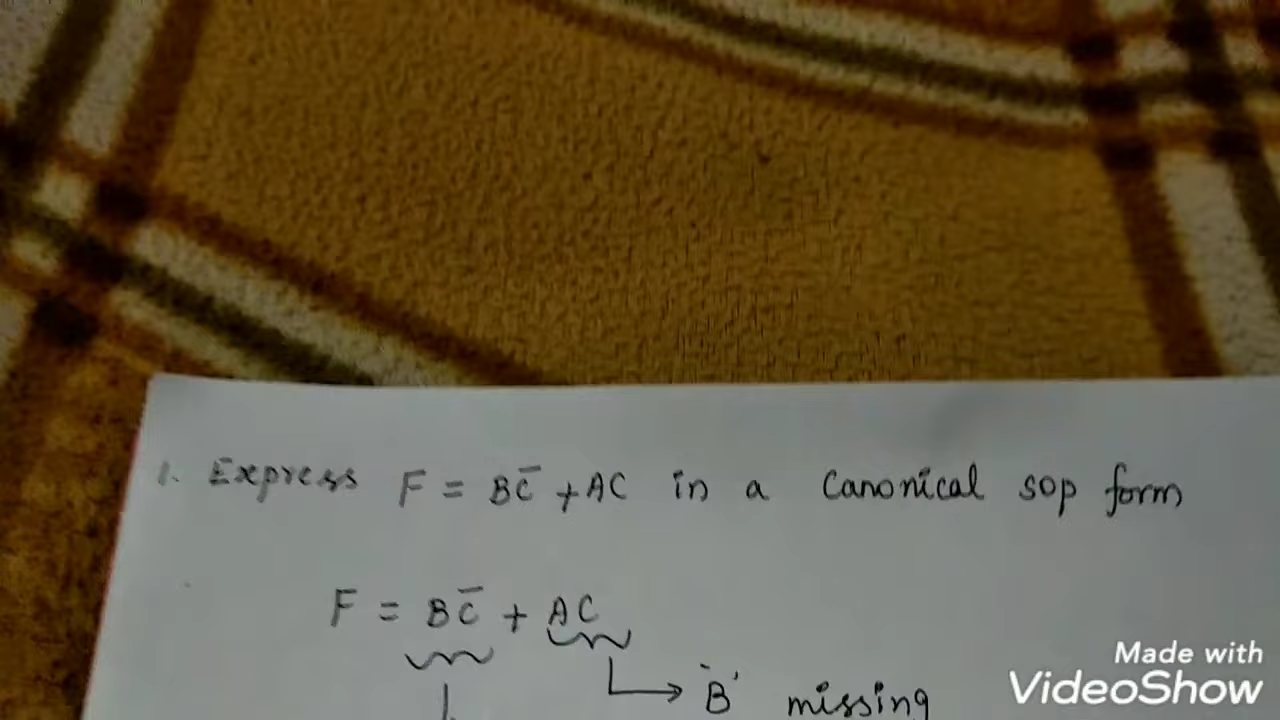 1. Express F = BC̅ + AC in a Canonical sop form
F = BC̅ + AC
'B' missing
Made with
VideoShow